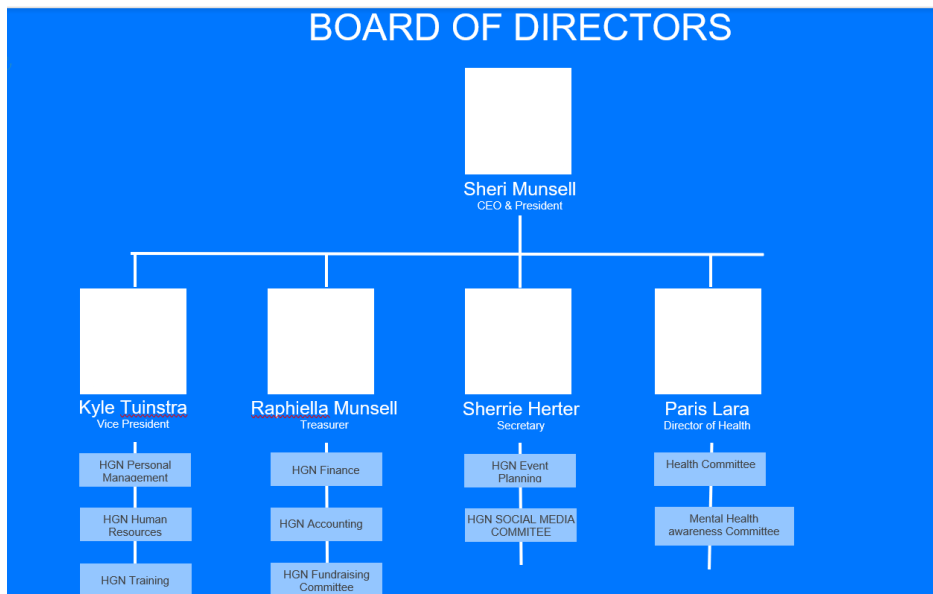 BOARD OF DIRECTORS
Sheri Munsell
CEO & President
Kyle Tuinstra
Vice President
Raphiella Munsell
Treasurer
Sherrie Herter
Secretary
Paris Lara
Director of Health
HGN Personal
Management
HGN Finance
HGN Event
Planning
Health Committee
HGN Human
Resources
HGN Accounting
HGN SOCIAL MEDIA
COMMITEE
Mental Health
awareness Committee
HGN Training
HGN Fundraising
Committee